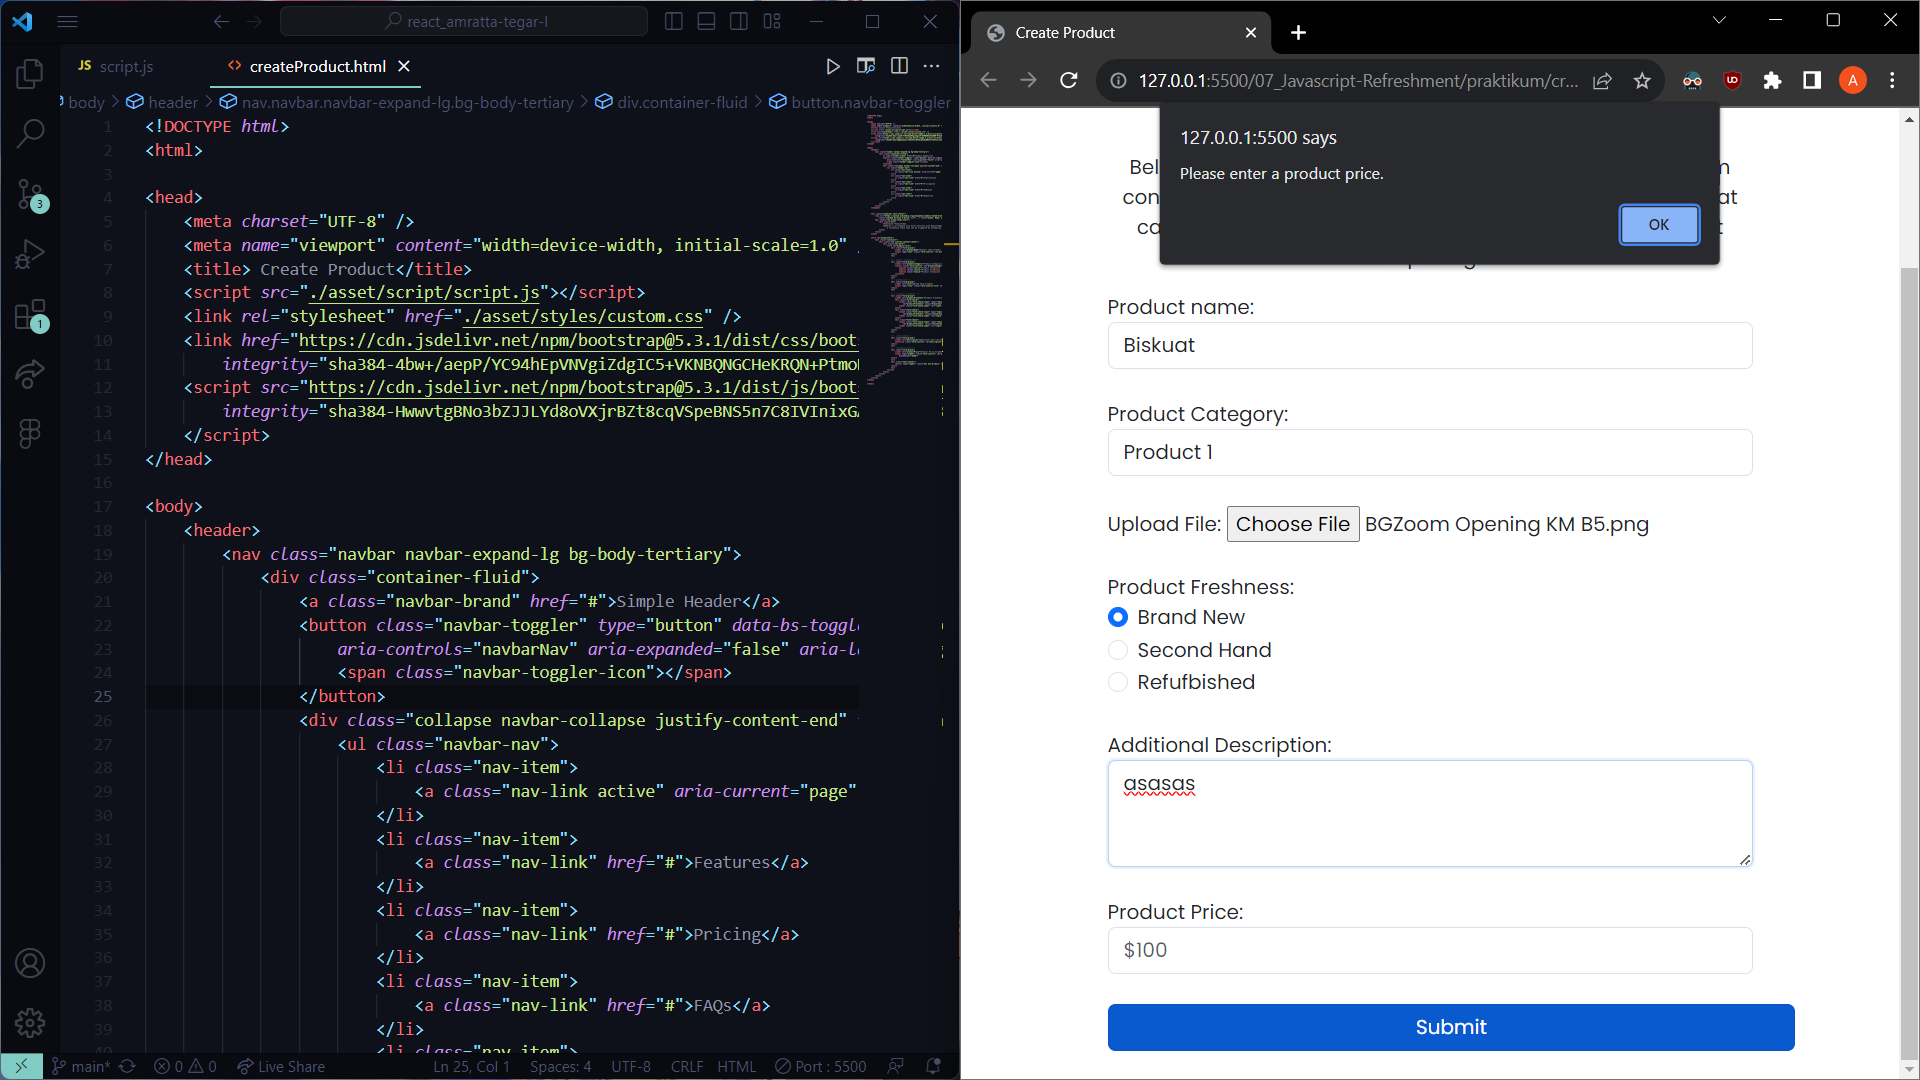 react_amratta-tegar-l
JS script.js
<> createProduct.html
body > header > nav.navbar.navbar-expand-lg.bg-body-tertiary > div.container-fluid > button.navbar-toggler
1 <!DOCTYPE html>
2 <html>
3
4 <head>
5 <meta charset="UTF-8" />
6 <meta name="viewport" content="width=device-width, initial-scale=1.0" /
7 <title> Create Product</title>
8 <script src="./asset/script/script.js"></script>
9 <link rel="stylesheet" href="./asset/styles/custom.css" />
10 <link href="https://cdn.jsdelivr.net/npm/bootstrap@5.3.1/dist/css/boot
11 integrity="sha384-4bw+/aepP/YC94hEpVNVgiZdgIC5+VKNBQNGCHeKRQN+Ptmo
12 <script src="https://cdn.jsdelivr.net/npm/bootstrap@5.3.1/dist/js/boot
13 integrity="sha384-HwwvtgBNo3bZJJLYd8oVXjrBZt8cqVSpeBNS5n7C8IVInixG
14 </script>
15 </head>
16
17 <body>
18 <header>
19 <nav class="navbar navbar-expand-lg bg-body-tertiary">
20 <div class="container-fluid">
21 <a class="navbar-brand" href="#">Simple Header</a>
22 <button class="navbar-toggler" type="button" data-bs-toggl
23 aria-controls="navbarNav" aria-expanded="false" aria-l
24 <span class="navbar-toggler-icon"></span>
25 </button>
26 <div class="collapse navbar-collapse justify-content-end"
27 <ul class="navbar-nav">
28 <li class="nav-item">
29 <a class="nav-link active" aria-current="page"
30 </li>
31 <li class="nav-item">
32 <a class="nav-link" href="#">Features</a>
33 </li>
34 <li class="nav-item">
35 <a class="nav-link" href="#">Pricing</a>
36 </li>
37 <li class="nav-item">
38 <a class="nav-link" href="#">FAQs</a>
39 </li>
40 <li class="nav-item">
3
1
main* 0 0 Live Share Ln 25, Col 1 Spaces: 4 UTF-8 CRLF HTML Port : 5500
Create Product
127.0.0.1:5500/07_Javascript-Refreshment/praktikum/cr...
A
127.0.0.1:5500 says
Please enter a product price.
OK
Product name:
Biskuat
Product Category:
Product 1
Upload File: Choose File BGZoom Opening KM B5.png
Product Freshness:
Brand New
Second Hand
Refufbished
Additional Description:
asasas
Product Price:
$100
Submit